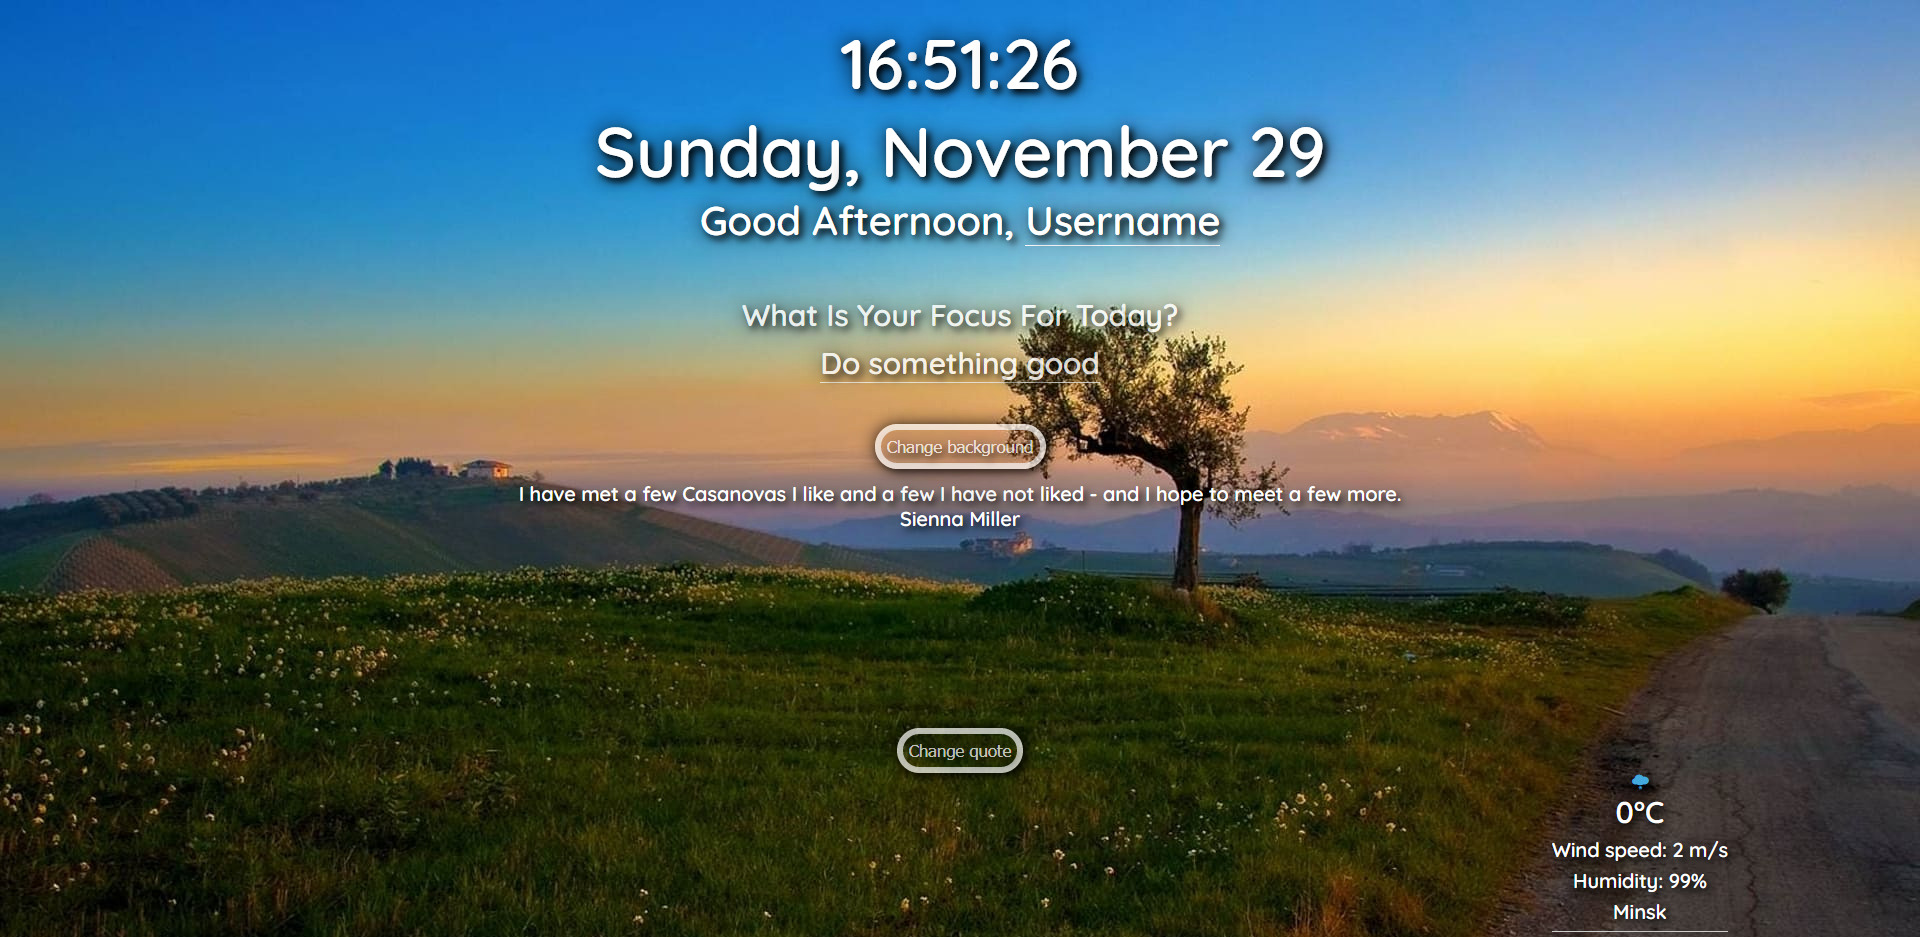 16:51:26
Sunday, November 29
Good Afternoon, Username
What Is Your Focus For Today?
Do something good
Change background
I have met a few Casanovas I like and a few I have not liked - and I hope to meet a few more.
Sienna Miller
Change quote
0°C
Wind speed: 2 m/s
Humidity: 99%
Minsk